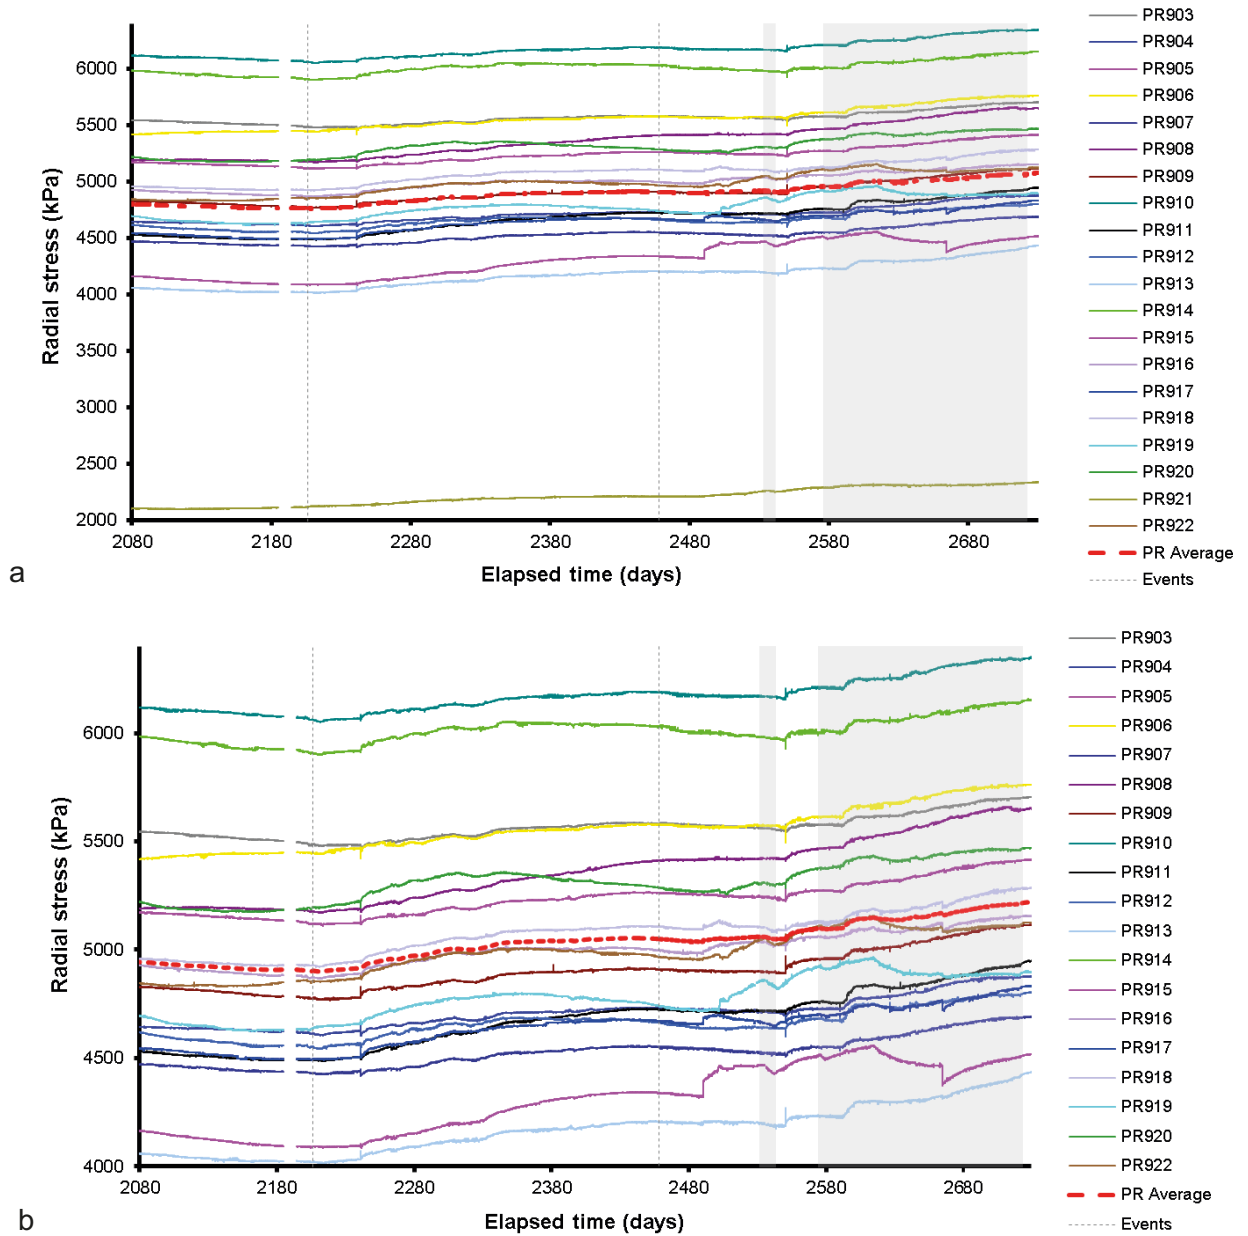 6000
5500
5000
4500
4000
3500
3000
2500
2000
Radial stress (kPa)
2080
2180
2280
2380
2480
2580
2680
Elapsed time (days)
a
PR903
PR904
PR905
PR906
PR907
PR908
PR909
PR910
PR911
PR912
PR913
PR914
PR915
PR916
PR917
PR918
PR919
PR920
PR921
PR922
PR Average
Events
6000
5500
5000
4500
4000
Radial stress (kPa)
2080
2180
2280
2380
2480
2580
2680
Elapsed time (days)
b
PR903
PR904
PR905
PR906
PR907
PR908
PR909
PR910
PR911
PR912
PR913
PR914
PR915
PR916
PR917
PR918
PR919
PR920
PR922
PR Average
Events